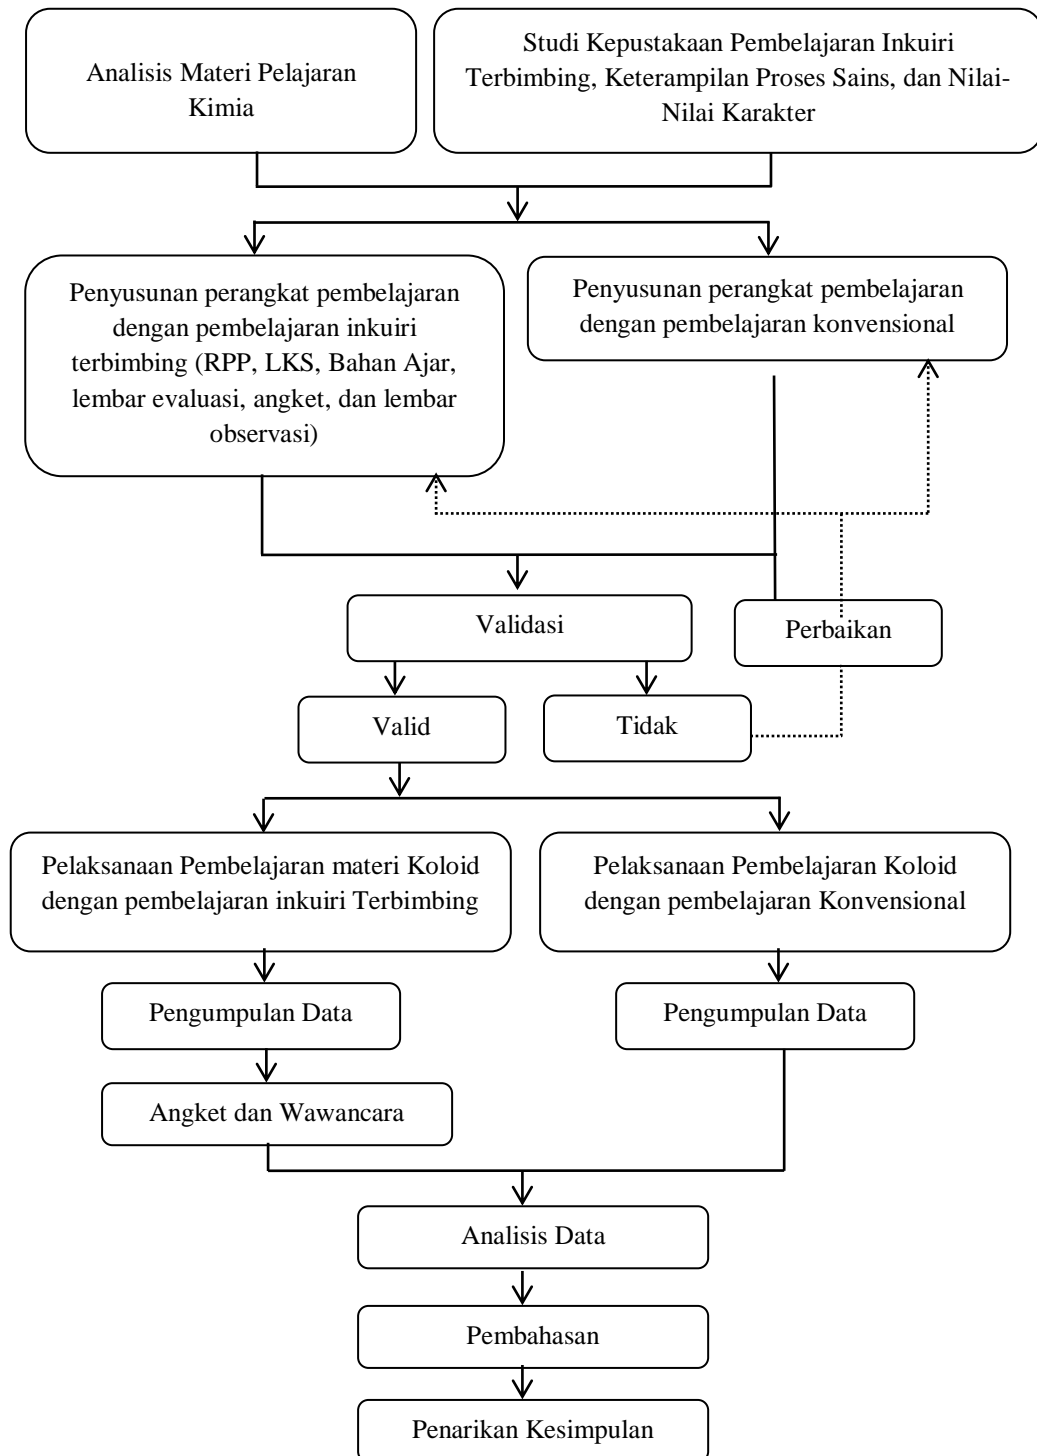 Analisis Materi Pelajaran
Kimia
Studi Kepustakaan Pembelajaran Inkuiri
Terbimbing, Keterampilan Proses Sains, dan Nilai-
Nilai Karakter
Penyusunan perangkat pembelajaran
dengan pembelajaran inkuiri
terbimbing (RPP, LKS, Bahan Ajar,
lembar evaluasi, angket, dan lembar
observasi)
Penyusunan perangkat pembelajaran
dengan pembelajaran konvensional
Validasi
Perbaikan
Valid
Tidak
Pelaksanaan Pembelajaran materi Koloid
dengan pembelajaran inkuiri Terbimbing
Pelaksanaan Pembelajaran Koloid
dengan pembelajaran Konvensional
Pengumpulan Data
Pengumpulan Data
Angket dan Wawancara
Analisis Data
Pembahasan
Penarikan Kesimpulan